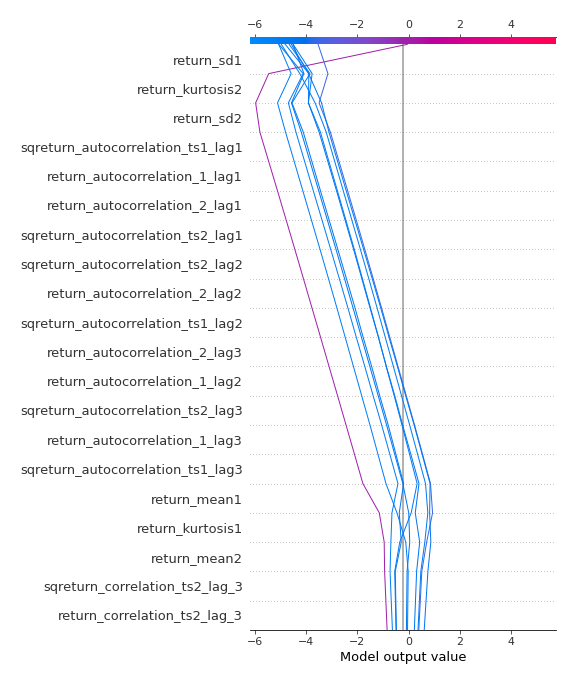 −6 −4 −2 0 2 4
return_sd1
return_kurtosis2
return_sd2
sqreturn_autocorrelation_ts1_lag1
return_autocorrelation_1_lag1
return_autocorrelation_2_lag1
sqreturn_autocorrelation_ts2_lag1
sqreturn_autocorrelation_ts2_lag2
return_autocorrelation_2_lag2
sqreturn_autocorrelation_ts1_lag2
return_autocorrelation_2_lag3
return_autocorrelation_1_lag2
sqreturn_autocorrelation_ts2_lag3
return_autocorrelation_1_lag3
sqreturn_autocorrelation_ts1_lag3
return_mean1
return_kurtosis1
return_mean2
sqreturn_correlation_ts2_lag_3
return_correlation_ts2_lag_3
−6 −4 −2 0 2 4
Model output value